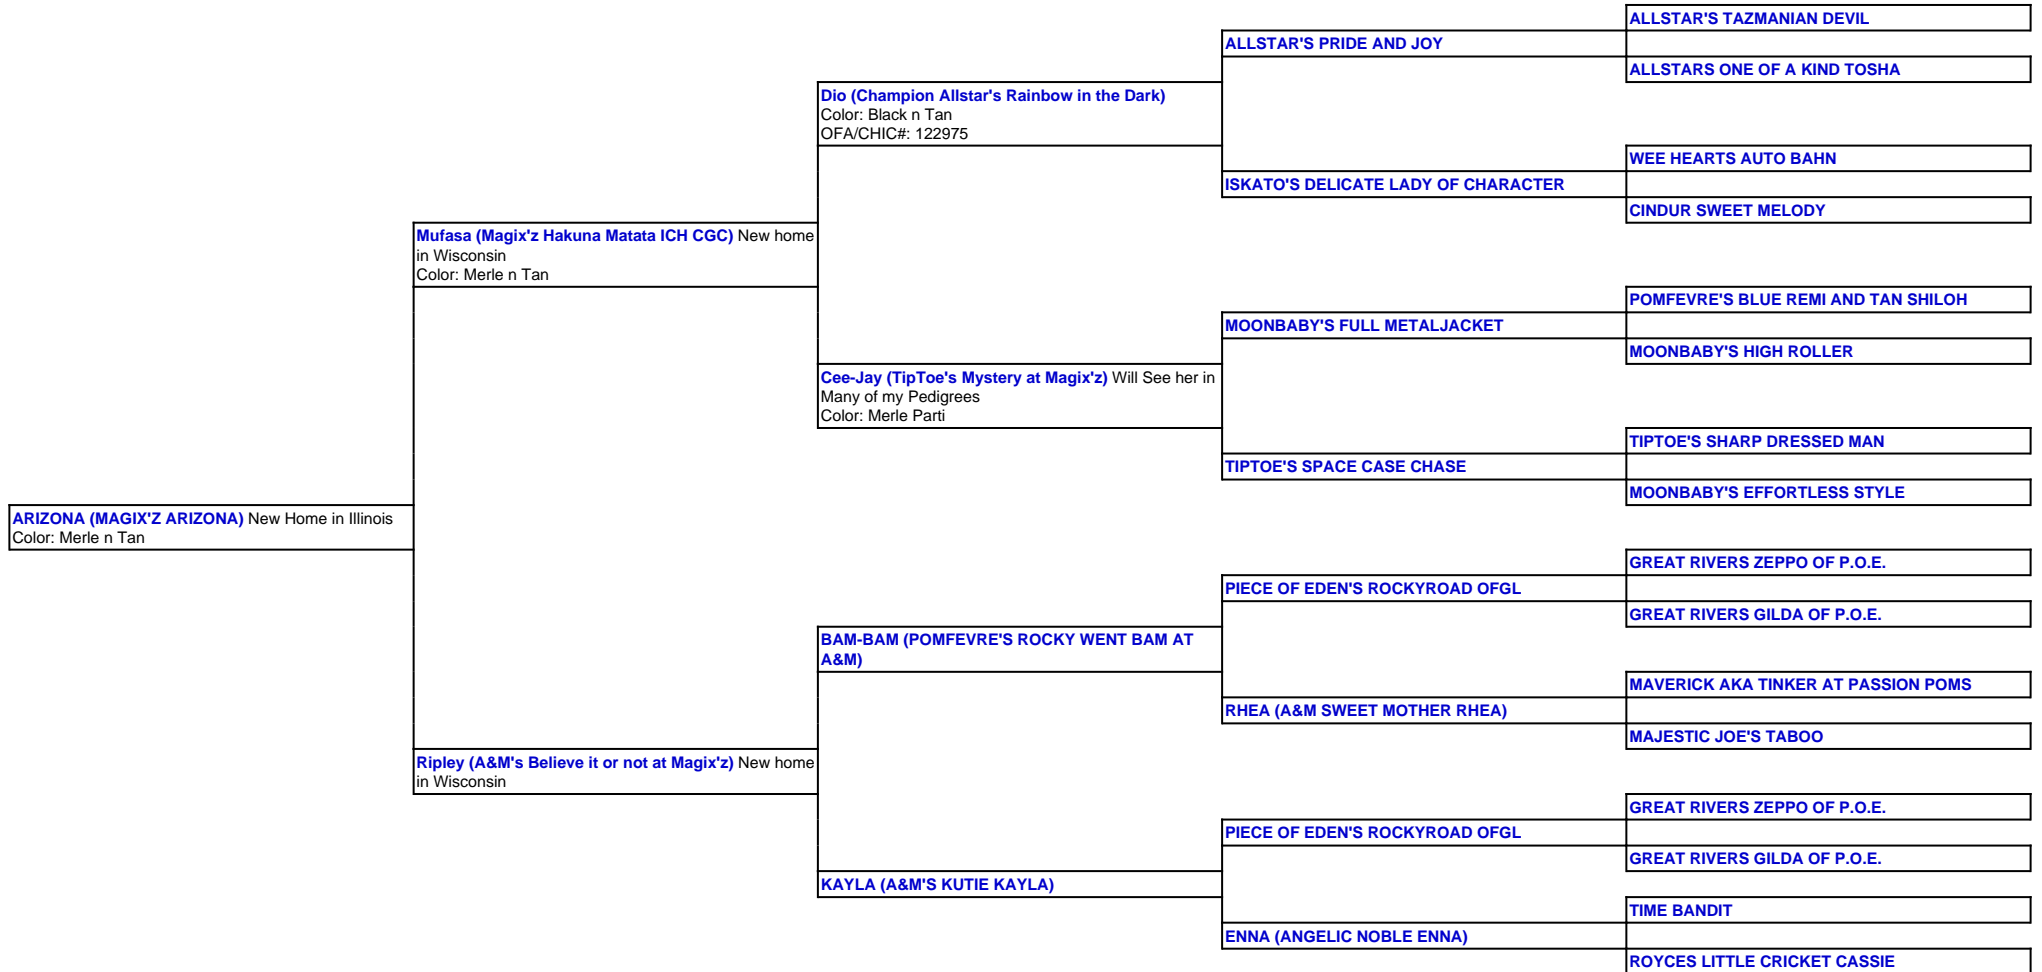 ALLSTAR'S TAZMANIAN DEVIL
ALLSTAR'S PRIDE AND JOY
ALLSTARS ONE OF A KIND TOSHA
Dio (Champion Allstar's Rainbow in the Dark)
Color: Black n Tan
OFA/CHIC#: 122975
WEE HEARTS AUTO BAHN
ISKATO'S DELICATE LADY OF CHARACTER
CINDUR SWEET MELODY
Mufasa (Magix'z Hakuna Matata ICH CGC) New home
in Wisconsin
Color: Merle n Tan
POMFEVRE'S BLUE REMI AND TAN SHILOH
MOONBABY'S FULL METALJACKET
MOONBABY'S HIGH ROLLER
Cee-Jay (TipToe's Mystery at Magix'z) Will See her in
Many of my Pedigrees
Color: Merle Parti
TIPTOE'S SHARP DRESSED MAN
TIPTOE'S SPACE CASE CHASE
MOONBABY'S EFFORTLESS STYLE
ARIZONA (MAGIX'Z ARIZONA) New Home in Illinois
Color: Merle n Tan
GREAT RIVERS ZEPPO OF P.O.E.
PIECE OF EDEN'S ROCKYROAD OFGL
GREAT RIVERS GILDA OF P.O.E.
BAM-BAM (POMFEVRE'S ROCKY WENT BAM AT
A&M)
MAVERICK AKA TINKER AT PASSION POMS
RHEA (A&M SWEET MOTHER RHEA)
MAJESTIC JOE'S TABOO
Ripley (A&M's Believe it or not at Magix'z) New home
in Wisconsin
GREAT RIVERS ZEPPO OF P.O.E.
PIECE OF EDEN'S ROCKYROAD OFGL
GREAT RIVERS GILDA OF P.O.E.
KAYLA (A&M'S KUTIE KAYLA)
TIME BANDIT
ENNA (ANGELIC NOBLE ENNA)
ROYCES LITTLE CRICKET CASSIE